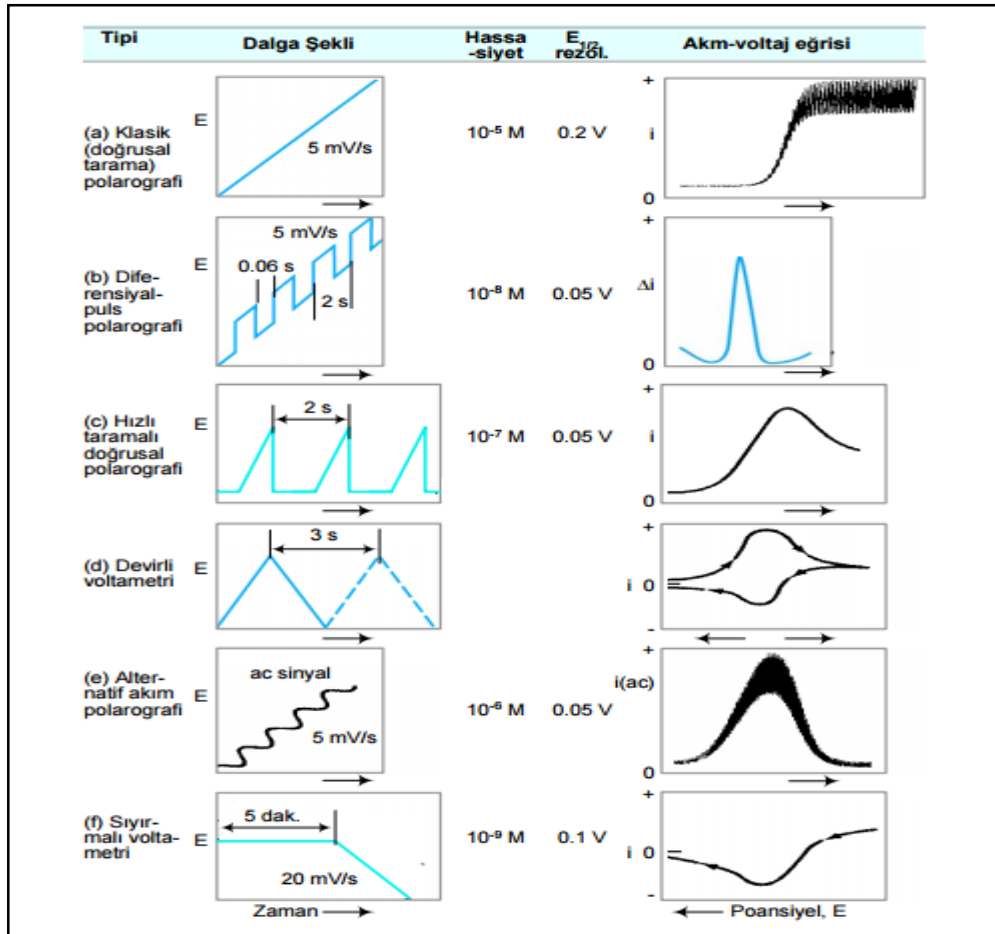 Tipi
Dalga Şekli
Hassa
-siyet
E1/2
rezöl.
Akm-voltaj eğrisi
(a) Klasik
(doğrusal
tarama)
polarografi
E
5 mV/s
10-5 M
0.2 V
+
i
0
(b) Dife-
rensiyal-
puls
polarografi
E
5 mV/s
0.06 s
2 s
10-8 M
0.05 V
+
Δi
0
(c) Hızlı
taramalı
doğrusal
polarografi
E
2 s
10-7 M
0.05 V
+
i
0
(d) Devirli
voltametri
E
3 s
+
i 0
-
(e) Alter-
natif akım
polarografi
E
ac sinyal
5 mV/s
10-6 M
0.05 V
+
i(ac)
0
(f) Sıyır-
malı volta-
metri
E
5 dak.
20 mV/s
10-9 M
0.1 V
+
i 0
-
Zaman
Poansiyel, E